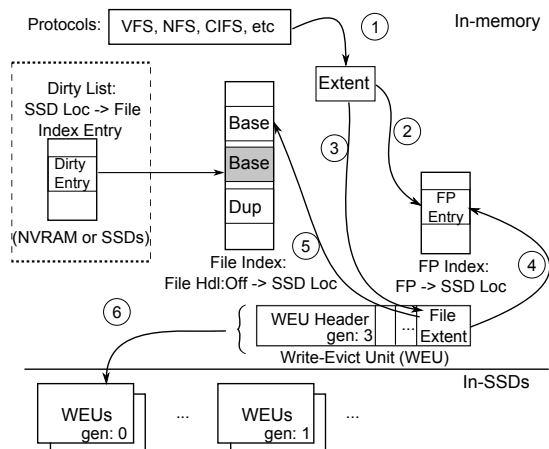 Protocols:
VFS, NFS, CIFS, etc
1
In-memory
Dirty List:
SSD Loc -> File
Index Entry
Dirty
Entry
(NVRAM or SSDs)
Base
Base
Dup
File Index:
File Hdl:Off -> SSD Loc
Extent
2
3
FP
Entry
FP Index:
FP -> SSD Loc
4
5
6
WEU Header
gen: 3
...
File
Extent
Write-Evict Unit (WEU)
In-SSDs
WEUs
gen: 0
...
WEUs
gen: 1
...